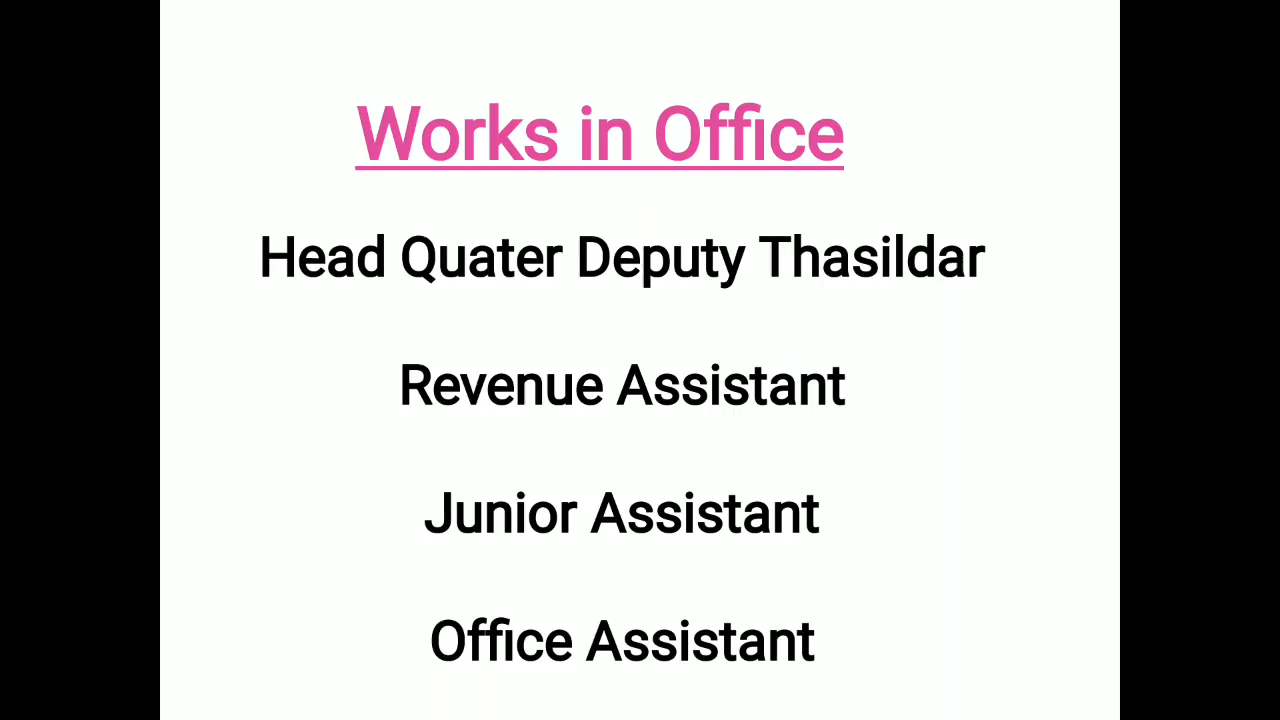 Works in Office
Head Quater Deputy Thasildar
Revenue Assistant
Junior Assistant
Office Assistant